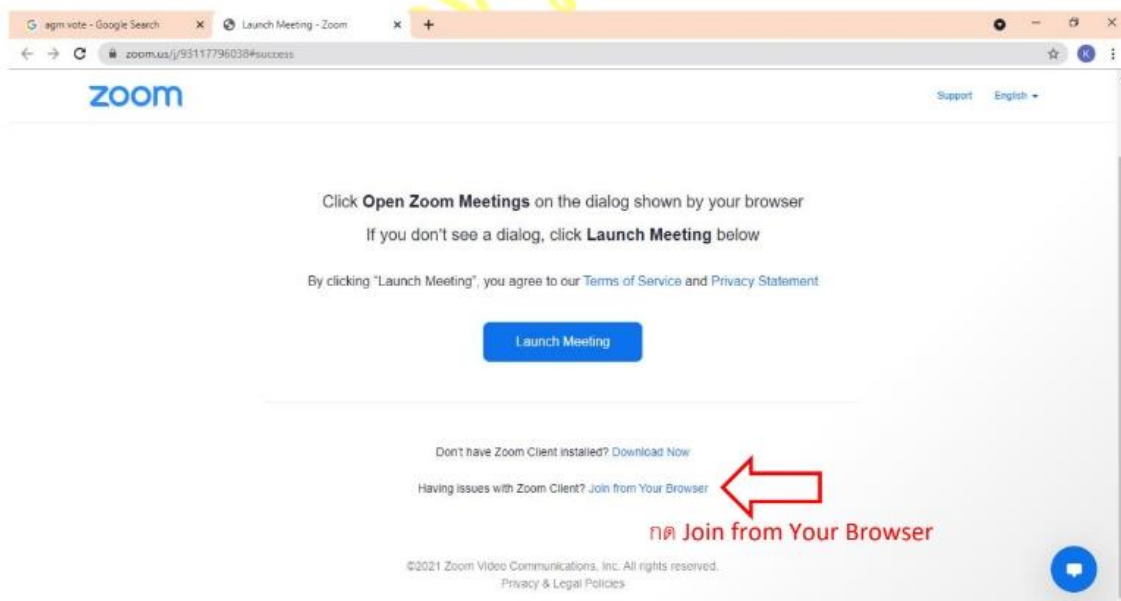 agm vote - Google Search
Launch Meeting - Zoom
zoom.us/j/93117796038#success
K
zoom
Support English
Click Open Zoom Meetings on the dialog shown by your browser
If you don't see a dialog, click Launch Meeting below
By clicking "Launch Meeting", you agree to our Terms of Service and Privacy Statement
Launch Meeting
Don't have Zoom Client installed? Download Now
Having issues with Zoom Client? Join from Your Browser
กด Join from Your Browser
©2021 Zoom Video Communications, Inc. All rights reserved.
Privacy & Legal Policies